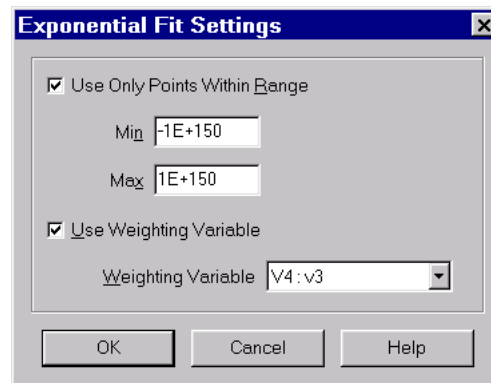 Exponential Fit Settings
Use Only Points Within Range
Min -1E+150
Max 1E+150
Use Weighting Variable
Weighting Variable V4 : v3
OK Cancel Help